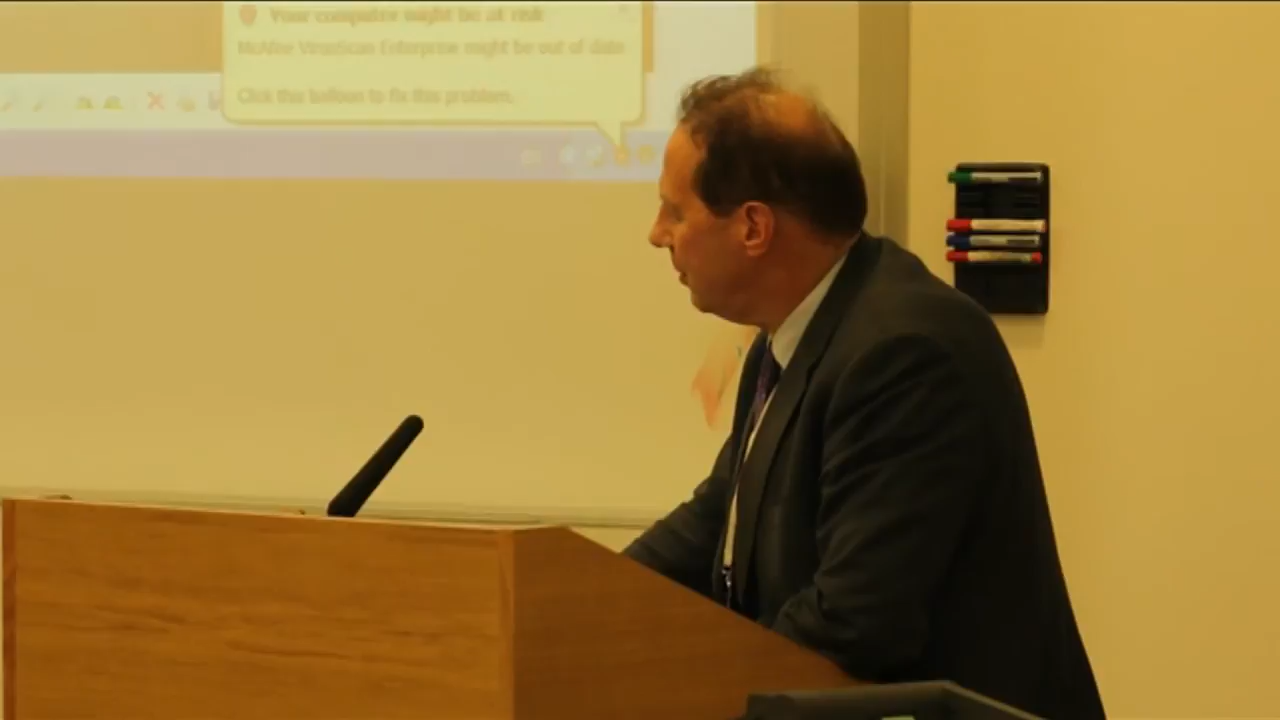 Your computer might be at risk
McAfee VirusScan Enterprise might be out of date
Click this balloon to fix this problem.